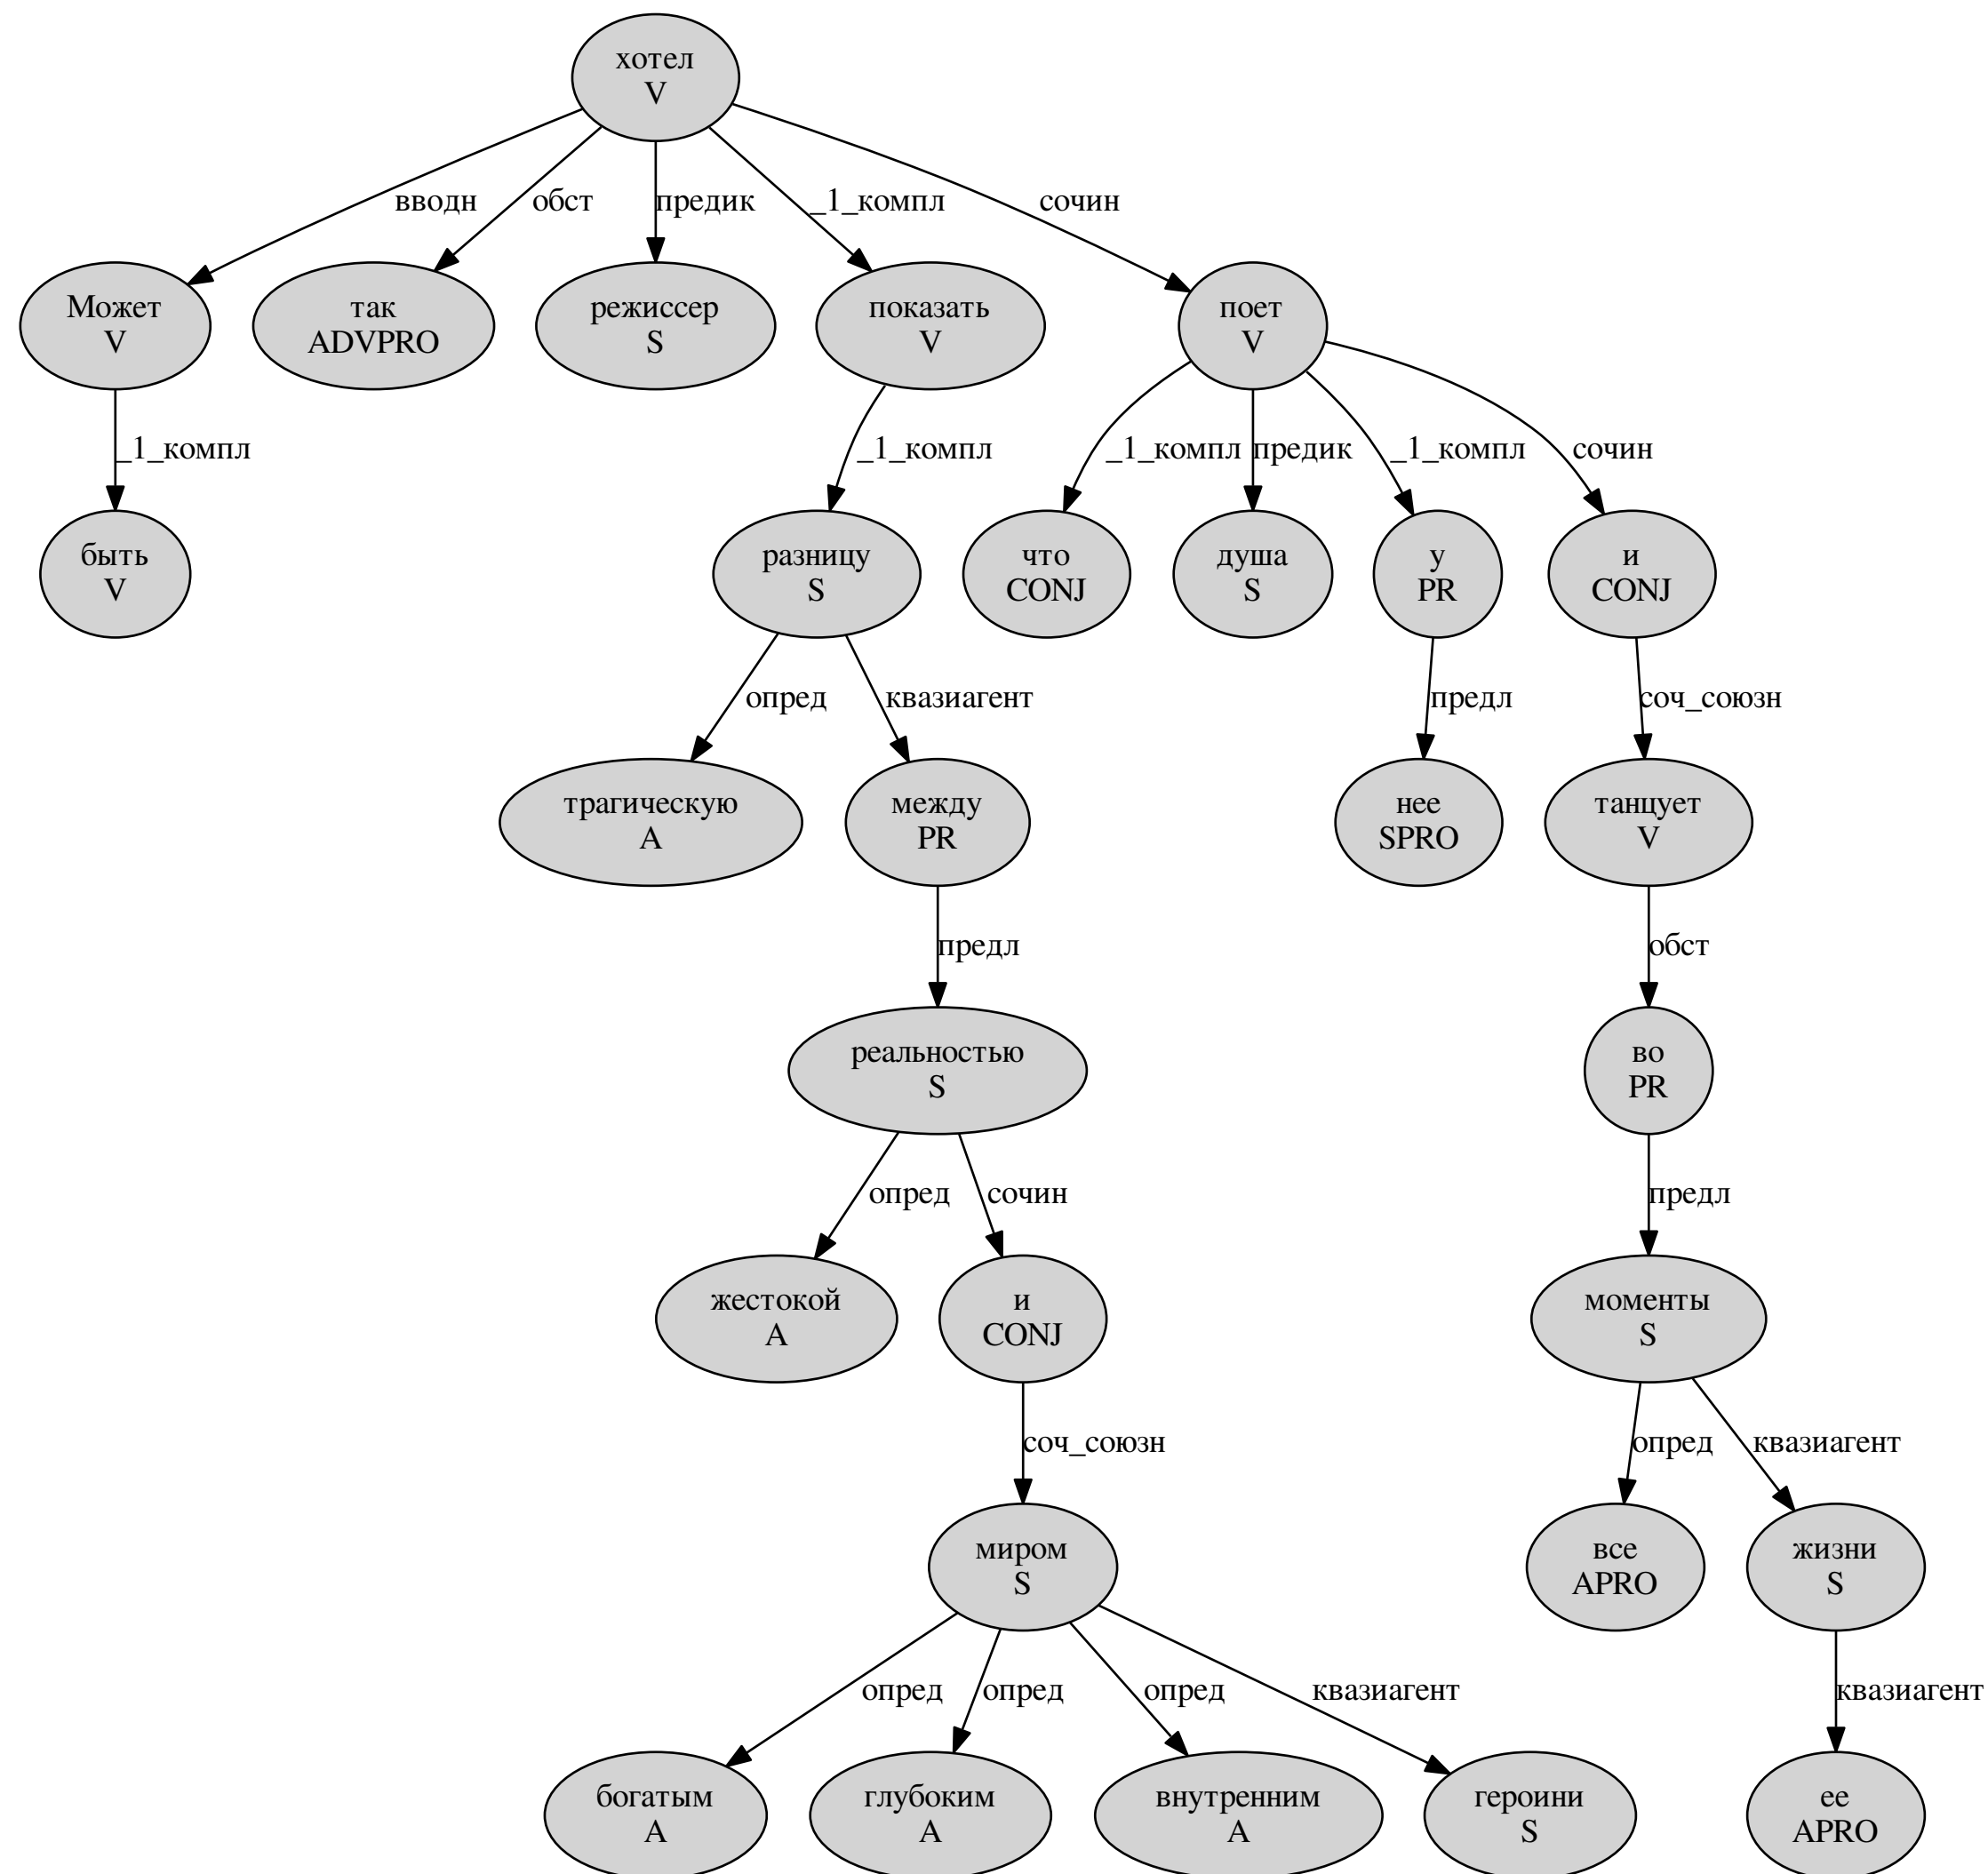 хотел
V
вводн
обст
предик
_1_компл
сочин
Может
V
так
ADVPRO
режиссер
S
показать
V
поет
V
_1_компл
_1_компл
_1_компл
предик
_1_компл
сочин
быть
V
разницу
S
что
CONJ
душа
S
у
PR
и
CONJ
опред
квазиагент
предл
соч_союзн
трагическую
A
между
PR
нее
SPRO
танцует
V
предл
обст
реальностью
S
во
PR
опред
сочин
предл
жестокой
A
и
CONJ
моменты
S
соч_союзн
опред
квазиагент
миром
S
все
APRO
жизни
S
опред
опред
опред
квазиагент
квазиагент
богатым
A
глубоким
A
внутренним
A
героини
S
ее
APRO